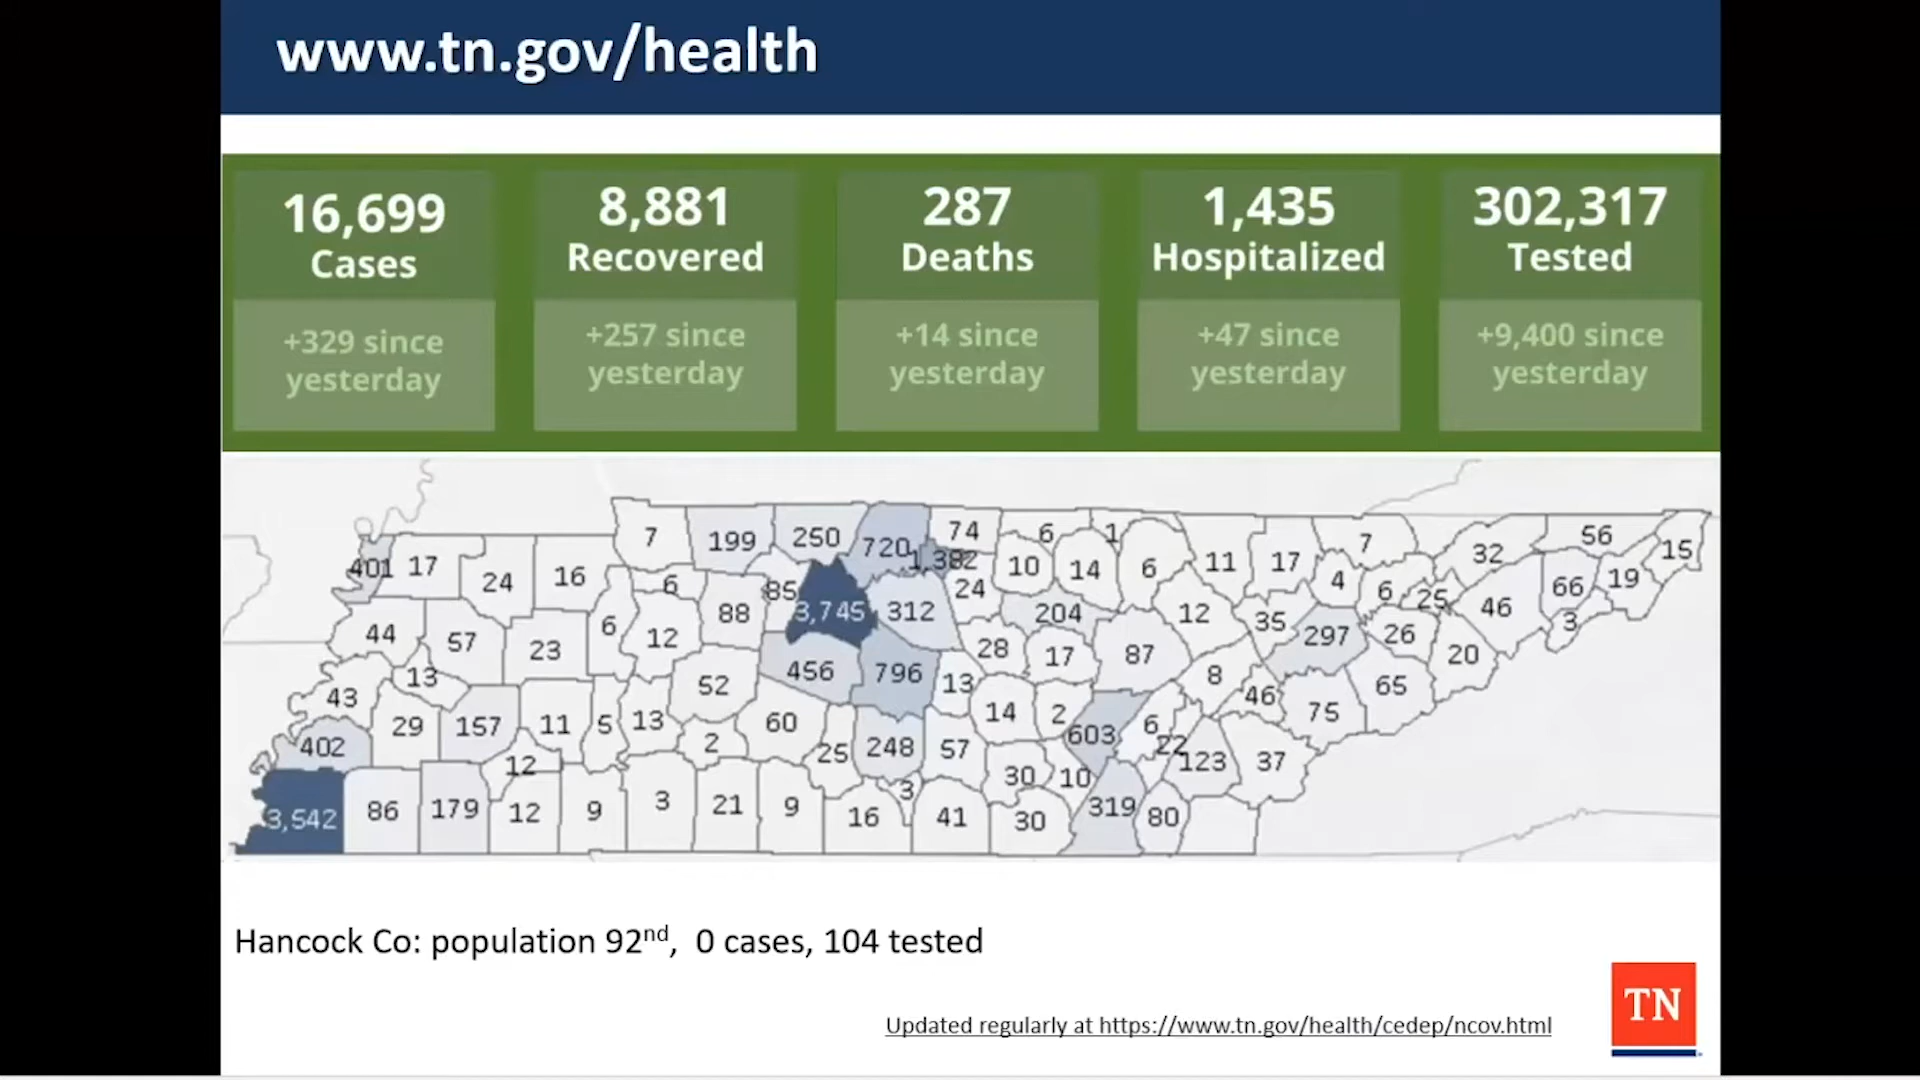 www.tn.gov/health
16,699 8,881 287 1,435 302,317
Cases Recovered Deaths Hospitalized Tested
+329 since +257 since +14 since +47 since +9,400 since
yesterday yesterday yesterday yesterday yesterday
7 199 250 720 74 6 1 11 17 7 32 56 15
401 17 24 16 6 85 1,382 24 10 14 6 4 6 25 46 66 19
44 57 23 6 12 88 3,745 312 204 12 35 297 26 20 3
43 13 52 456 796 13 28 17 87 8 46 75 65
402 29 157 11 5 13 2 60 25 248 57 14 2 603 6 22 123 37
3,542 86 179 12 12 9 3 21 9 16 3 41 30 30 10 319 80
Hancock Co: population 92nd, 0 cases, 104 tested
Updated regularly at https://www.tn.gov/health/cedep/ncov.html
TN